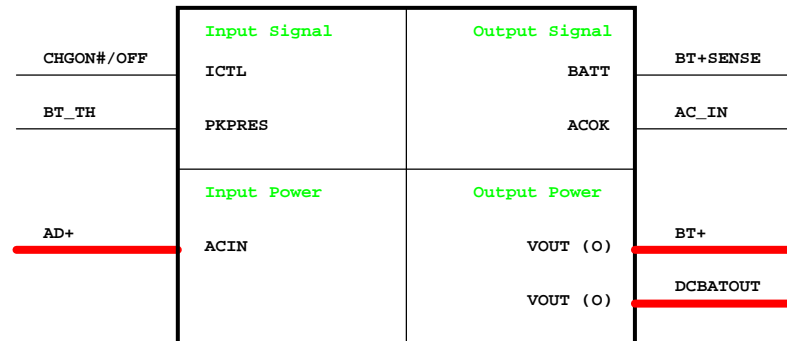 Input Signal Output Signal
CHGON#/OFF ICTL BATT BT+SENSE
BT_TH PKPRES ACOK AC_IN
Input Power Output Power
AD+ ACIN VOUT (O) BT+
VOUT (O) DCBATOUT